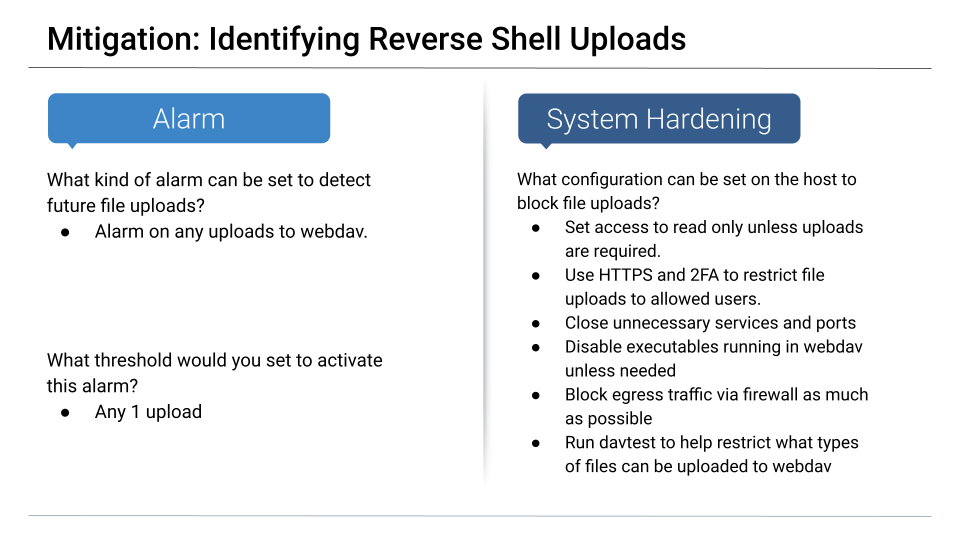 Mitigation: Identifying Reverse Shell Uploads
Alarm
What kind of alarm can be set to detect
future file uploads?
● Alarm on any uploads to webdav.
What threshold would you set to activate
this alarm?
● Any 1 upload
System Hardening
What configuration can be set on the host to
block file uploads?
● Set access to read only unless uploads
are required.
● Use HTTPS and 2FA to restrict file
uploads to allowed users.
● Close unnecessary services and ports
● Disable executables running in webdav
unless needed
● Block egress traffic via firewall as much
as possible
● Run davtest to help restrict what types
of files can be uploaded to webdav